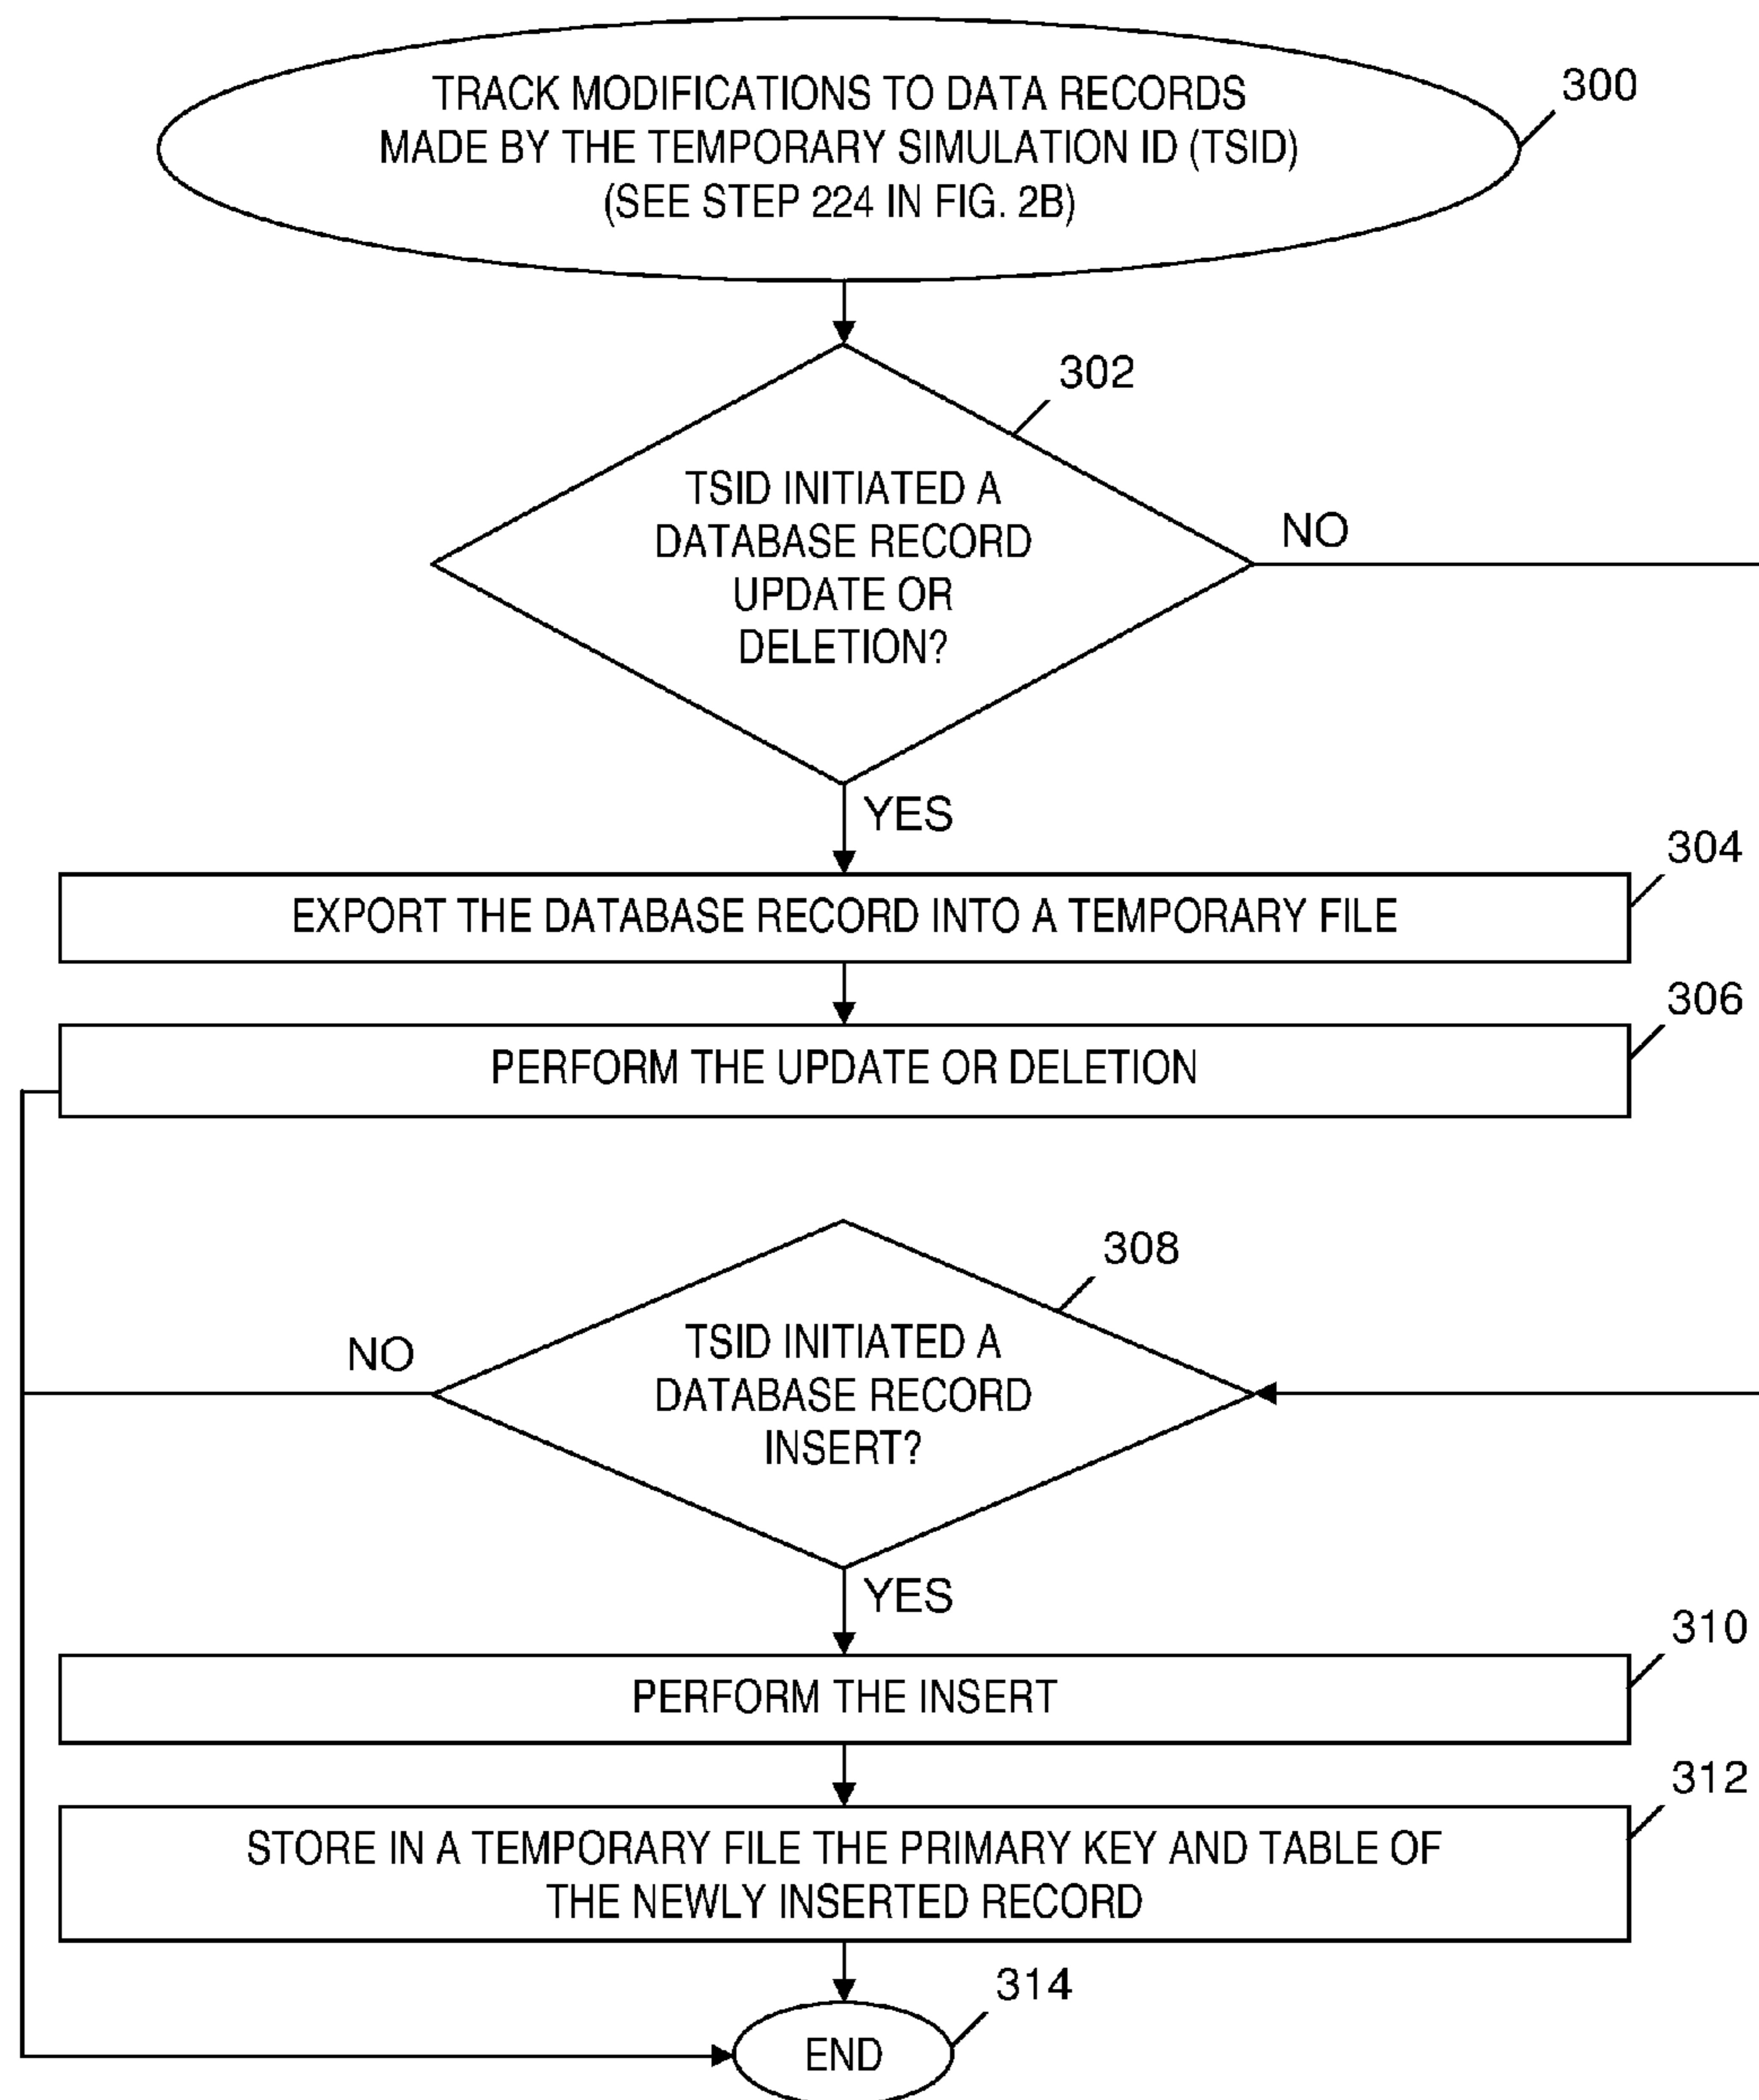 TRACK MODIFICATIONS TO DATA RECORDS
MADE BY THE TEMPORARY SIMULATION ID (TSID)
(SEE STEP 224 IN FIG. 2B)
300
302
TSID INITIATED A
DATABASE RECORD
UPDATE OR
DELETION?
NO
YES
304
EXPORT THE DATABASE RECORD INTO A TEMPORARY FILE
306
PERFORM THE UPDATE OR DELETION
308
TSID INITIATED A
DATABASE RECORD
INSERT?
NO
YES
310
PERFORM THE INSERT
312
STORE IN A TEMPORARY FILE THE PRIMARY KEY AND TABLE OF
THE NEWLY INSERTED RECORD
314
END